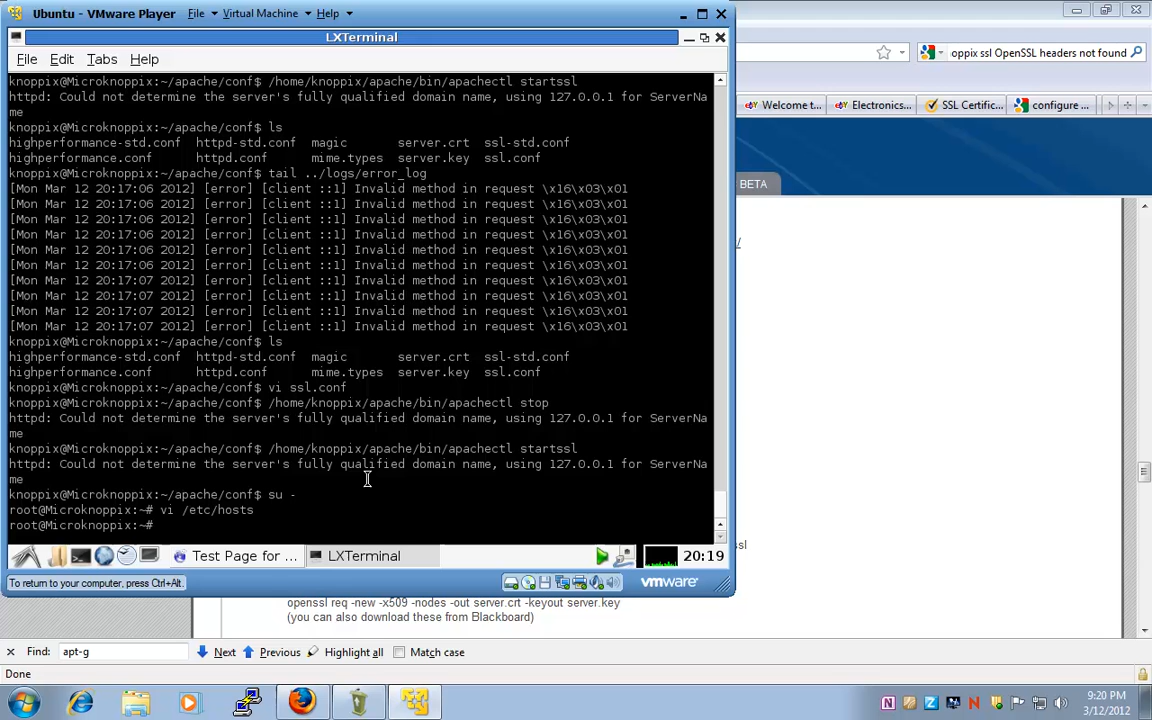 Ubuntu - VMware Player File Virtual Machine Help
LXTerminal
File Edit Tabs Help
knoppix@Microknoppix:~/apache/conf$ /home/knoppix/apache/bin/apachectl startssl
httpd: Could not determine the server's fully qualified domain name, using 127.0.0.1 for ServerNa
me
knoppix@Microknoppix:~/apache/conf$ ls
highperformance-std.conf httpd-std.conf magic server.crt ssl-std.conf
highperformance.conf httpd.conf mime.types server.key ssl.conf
knoppix@Microknoppix:~/apache/conf$ tail ../logs/error_log
[Mon Mar 12 20:17:06 2012] [error] [client ::1] Invalid method in request \x16\x03\x01
[Mon Mar 12 20:17:06 2012] [error] [client ::1] Invalid method in request \x16\x03\x01
[Mon Mar 12 20:17:06 2012] [error] [client ::1] Invalid method in request \x16\x03\x01
[Mon Mar 12 20:17:06 2012] [error] [client ::1] Invalid method in request \x16\x03\x01
[Mon Mar 12 20:17:06 2012] [error] [client ::1] Invalid method in request \x16\x03\x01
[Mon Mar 12 20:17:06 2012] [error] [client ::1] Invalid method in request \x16\x03\x01
[Mon Mar 12 20:17:07 2012] [error] [client ::1] Invalid method in request \x16\x03\x01
[Mon Mar 12 20:17:07 2012] [error] [client ::1] Invalid method in request \x16\x03\x01
[Mon Mar 12 20:17:07 2012] [error] [client ::1] Invalid method in request \x16\x03\x01
[Mon Mar 12 20:17:07 2012] [error] [client ::1] Invalid method in request \x16\x03\x01
knoppix@Microknoppix:~/apache/conf$ ls
highperformance-std.conf httpd-std.conf magic server.crt ssl-std.conf
highperformance.conf httpd.conf mime.types server.key ssl.conf
knoppix@Microknoppix:~/apache/conf$ vi ssl.conf
knoppix@Microknoppix:~/apache/conf$ /home/knoppix/apache/bin/apachectl stop
httpd: Could not determine the server's fully qualified domain name, using 127.0.0.1 for ServerNa
me
knoppix@Microknoppix:~/apache/conf$ /home/knoppix/apache/bin/apachectl startssl
httpd: Could not determine the server's fully qualified domain name, using 127.0.0.1 for ServerNa
me
knoppix@Microknoppix:~/apache/conf$ su -
root@Microknoppix:~# vi /etc/hosts
root@Microknoppix:~#
Test Page for ... LXTerminal 20:19
To return to your computer, press Ctrl+Alt. vmware
oppix ssl OpenSSL headers not found
Welcome t... Electronics... SSL Certific... configure ...
BETA
/
sl
openssl req -new -x509 -nodes -out server.crt -keyout server.key
(you can also download these from Blackboard)
Find: apt-g Next Previous Highlight all Match case
Done
9:20 PM
3/12/2012